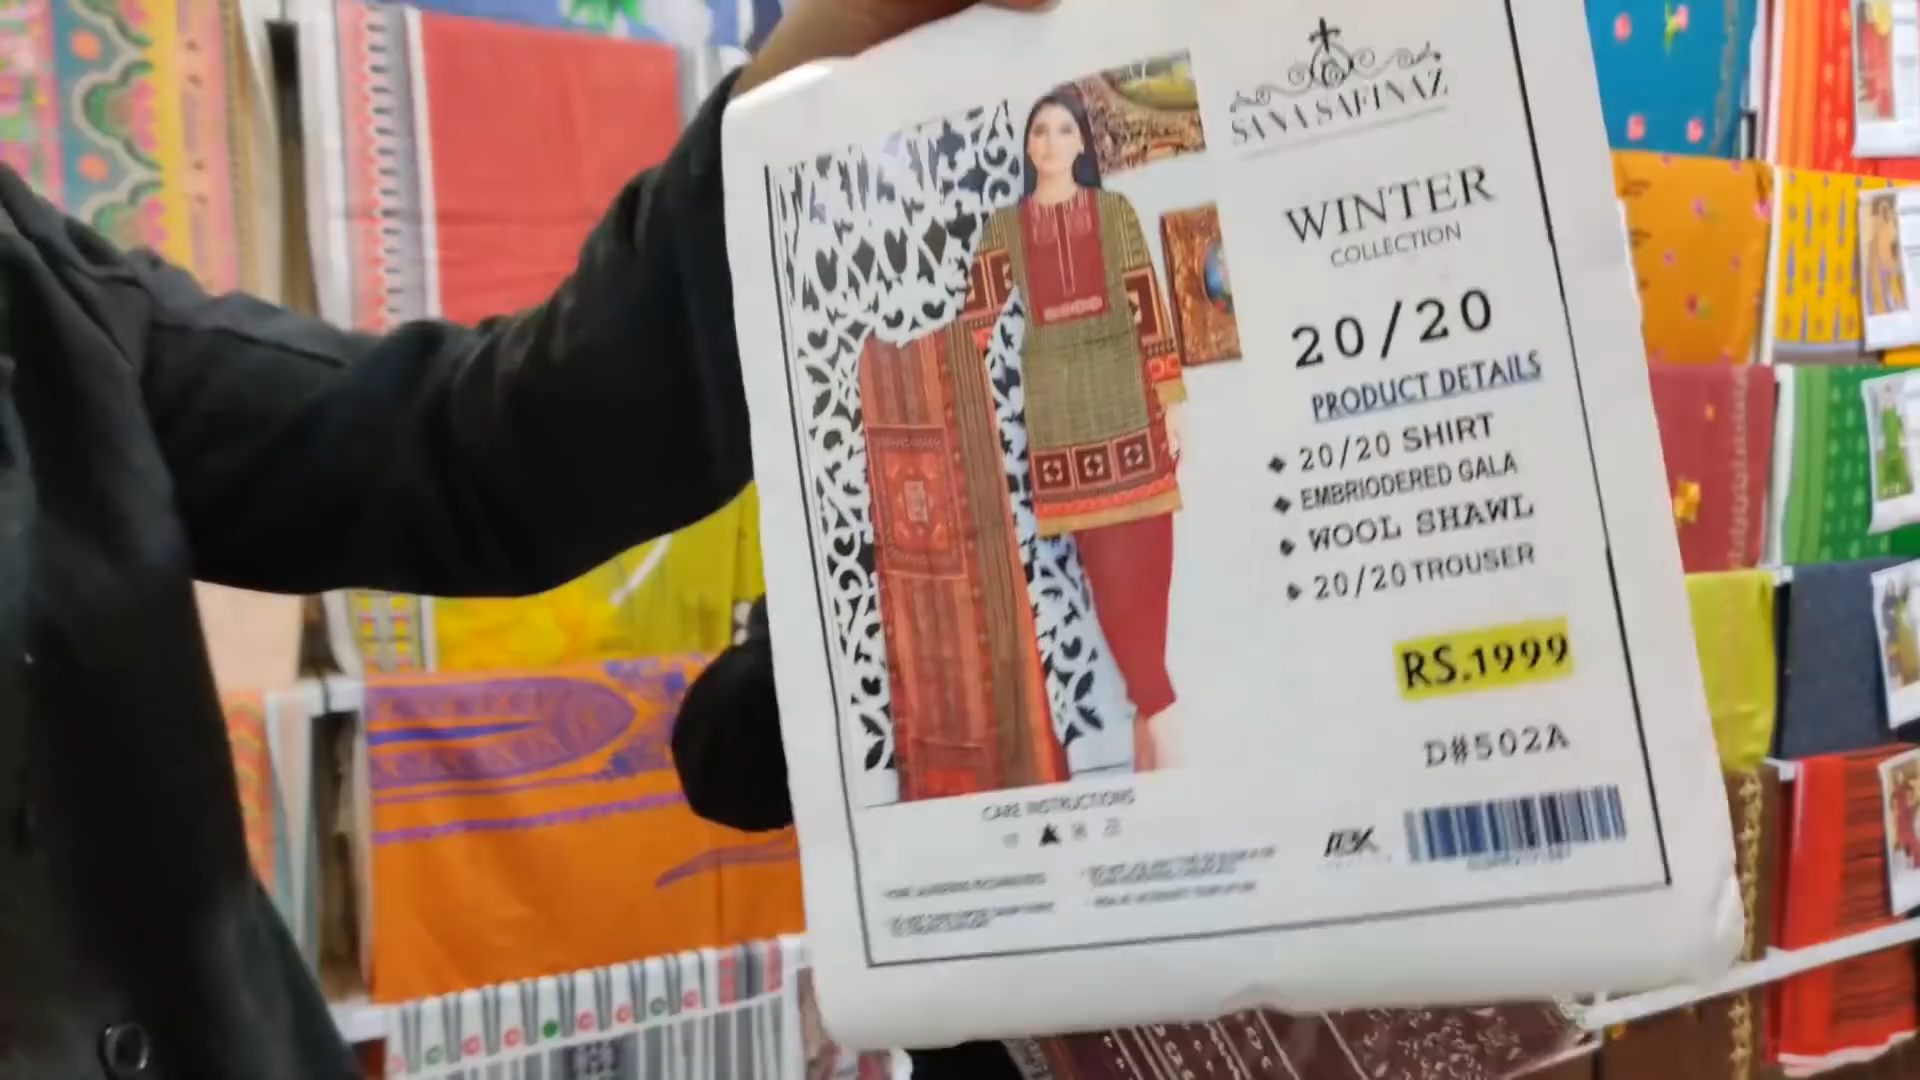 SANA SAFINAZ
WINTER
COLLECTION
20/20
PRODUCT DETAILS
20/20 SHIRT
EMBRIODERED GALA
WOOL SHAWL
20/20 TROUSER
RS.1999
D#502A
CARE INSTRUCTIONS